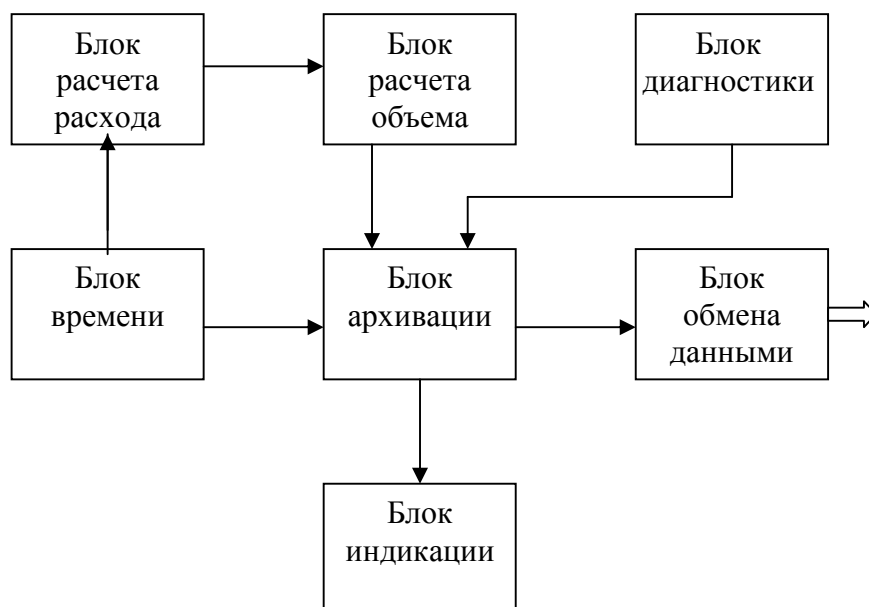 Блок
расчета
расхода
Блок
расчета
объема
Блок
диагностики
Блок
времени
Блок
архивации
Блок
обмена
данными
Блок
индикации